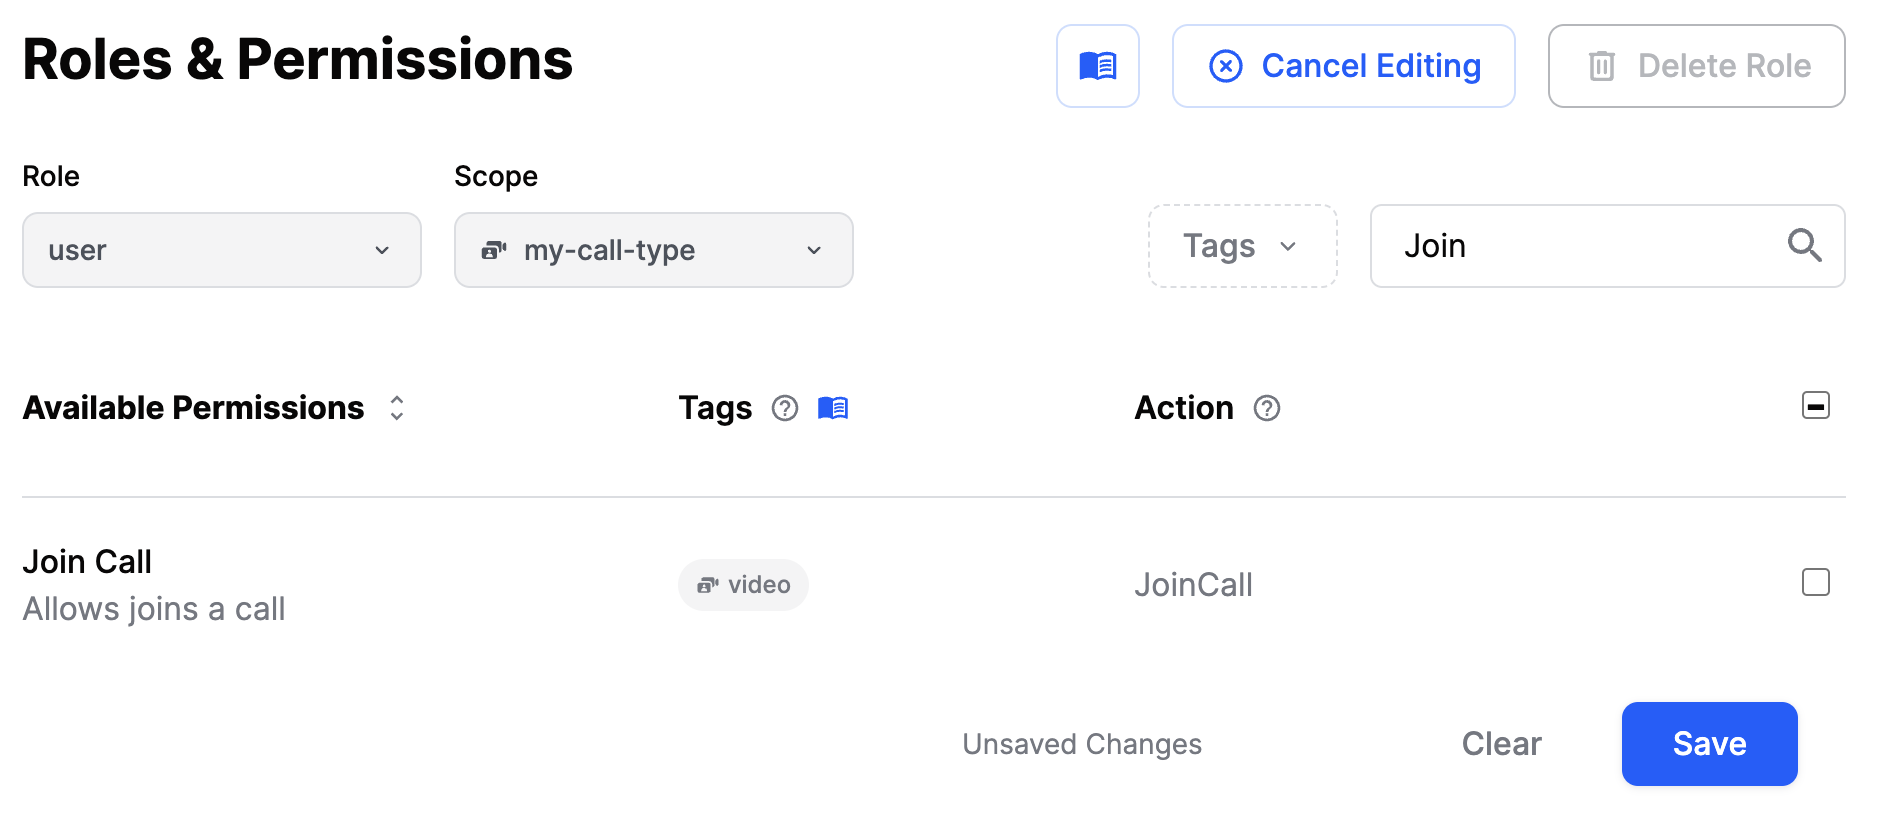 Roles & Permissions
Cancel Editing
Delete Role
Role
Scope
user
my-call-type
Tags
Join
Available Permissions
Tags
Action
Join Call
Allows joins a call
video
JoinCall
Unsaved Changes
Clear
Save